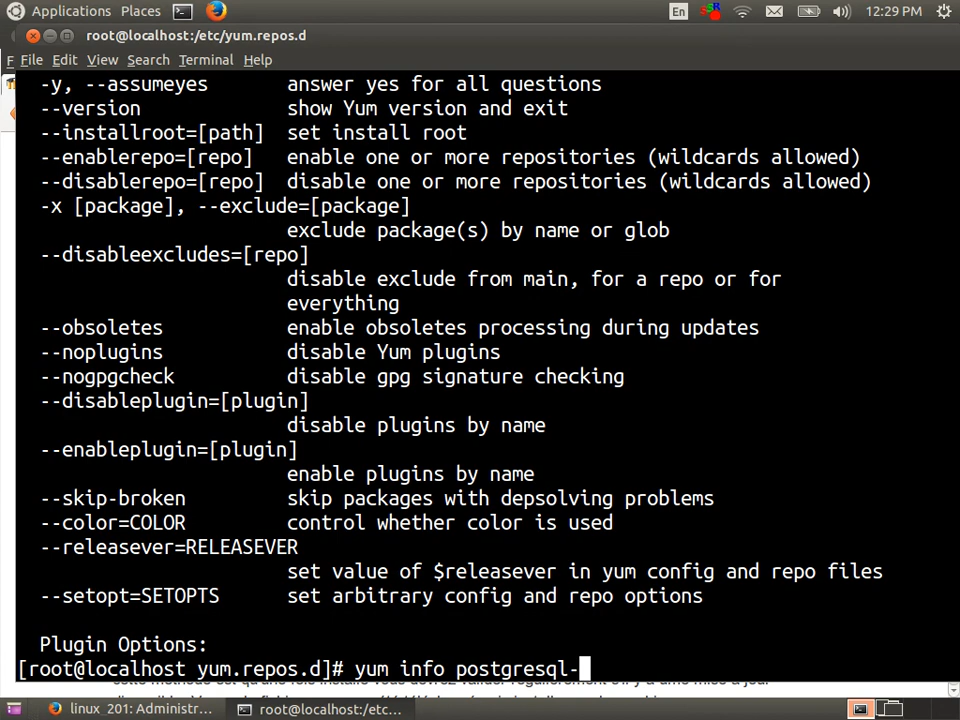 Applications Places En 12:29 PM
root@localhost:/etc/yum.repos.d
File Edit View Search Terminal Help
-y, --assumeyes answer yes for all questions
--version show Yum version and exit
--installroot=[path] set install root
--enablerepo=[repo] enable one or more repositories (wildcards allowed)
--disablerepo=[repo] disable one or more repositories (wildcards allowed)
-x [package], --exclude=[package]
exclude package(s) by name or glob
--disableexcludes=[repo]
disable exclude from main, for a repo or for
everything
--obsoletes enable obsoletes processing during updates
--noplugins disable Yum plugins
--nogpgcheck disable gpg signature checking
--disableplugin=[plugin]
disable plugins by name
--enableplugin=[plugin]
enable plugins by name
--skip-broken skip packages with depsolving problems
--color=COLOR control whether color is used
--releasever=RELEASEVER
set value of $releasever in yum config and repo files
--setopt=SETOPTS set arbitrary config and repo options
Plugin Options:
[root@localhost yum.repos.d]# yum info postgresql-
linux_201: Administr... root@localhost:/etc...